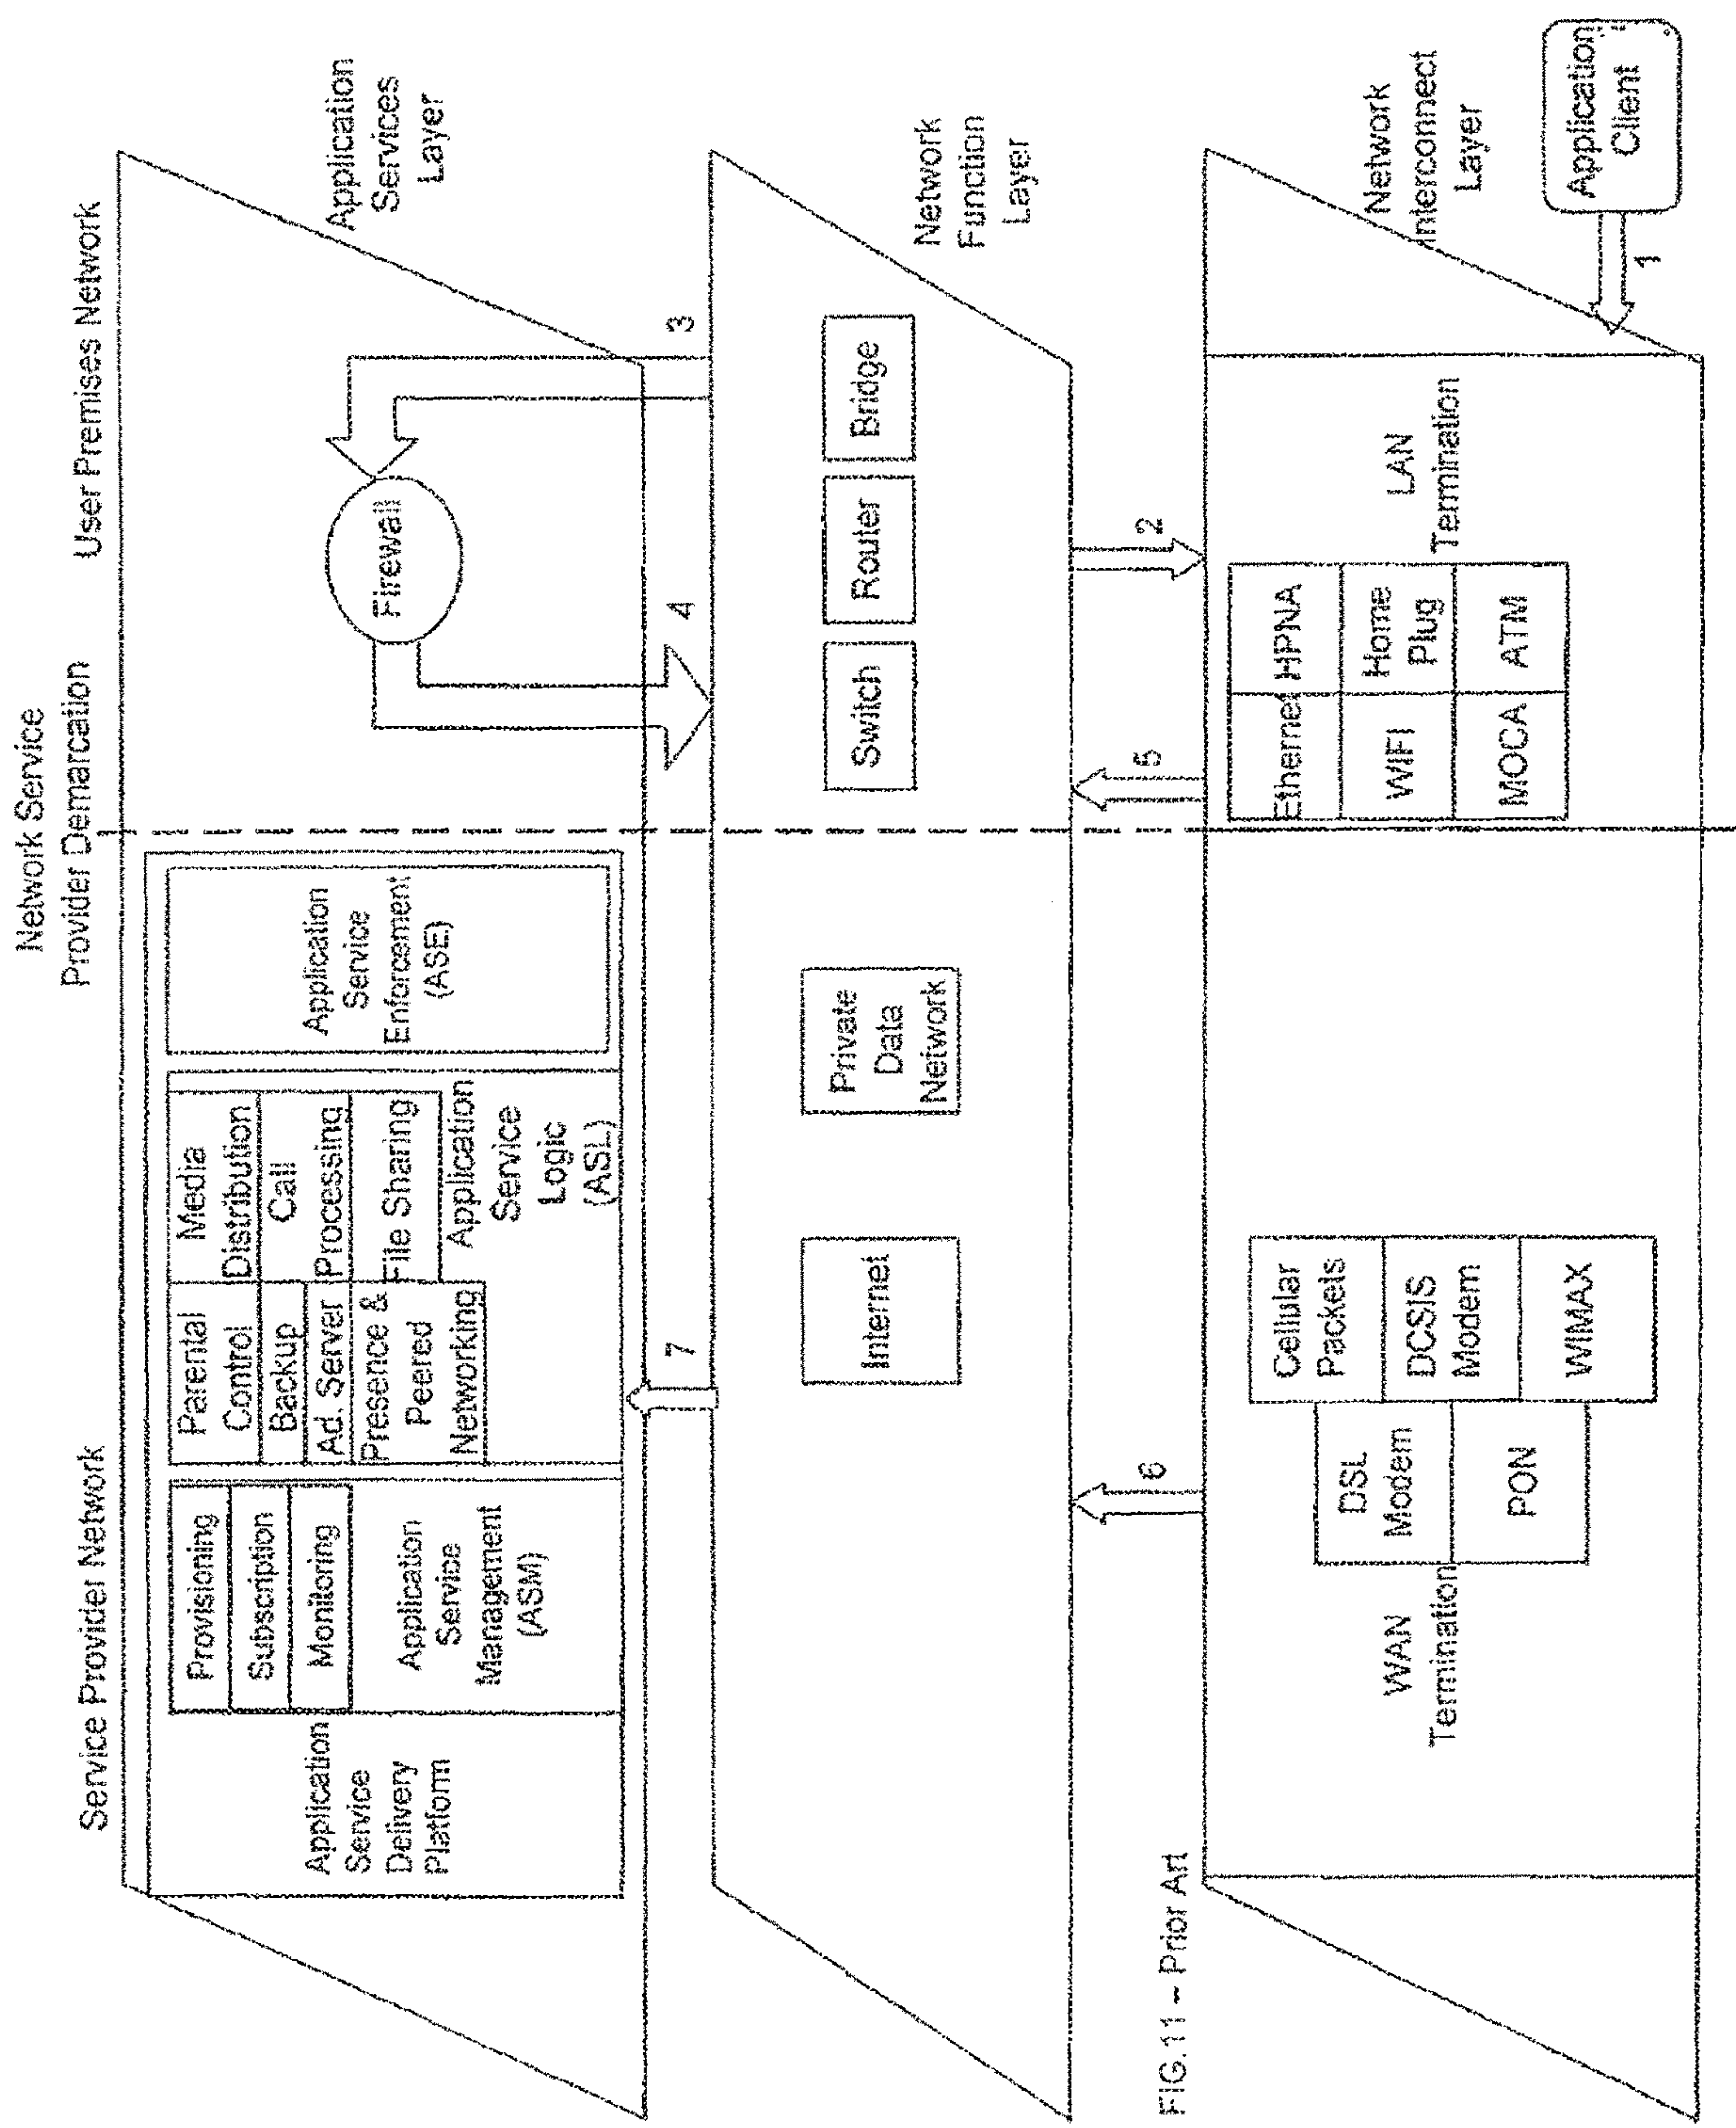 Network Service
Provider Demarcation
Service Provider Network
User Premises Network
Application
Services
Layer
Application
Service
Delivery
Platform
Provisioning
Subscription
Monitoring
Application
Service
Management
(ASM)
Parental
Control
Backup
Ad. Server
Presence &
Peered
Networking
Media
Distribution
Call
Processing
File Sharing
Application
Service
Logic
(ASL)
Application
Service
Enforcement
(ASE)
Firewall
7
4
3
Network
Function
Layer
Internet
Private
Data
Network
Switch
Router
Bridge
6
5
2
FIG.11 ~ Prior Art
Network
Interconnect
Layer
WAN
Termination
DSL
Modem
PON
Cellular
Packets
DCSIS
Modem
WIMAX
Ethernet
HPNA
WIFI
Home
Plug
MOCA
ATM
LAN
Termination
1
Application
Client